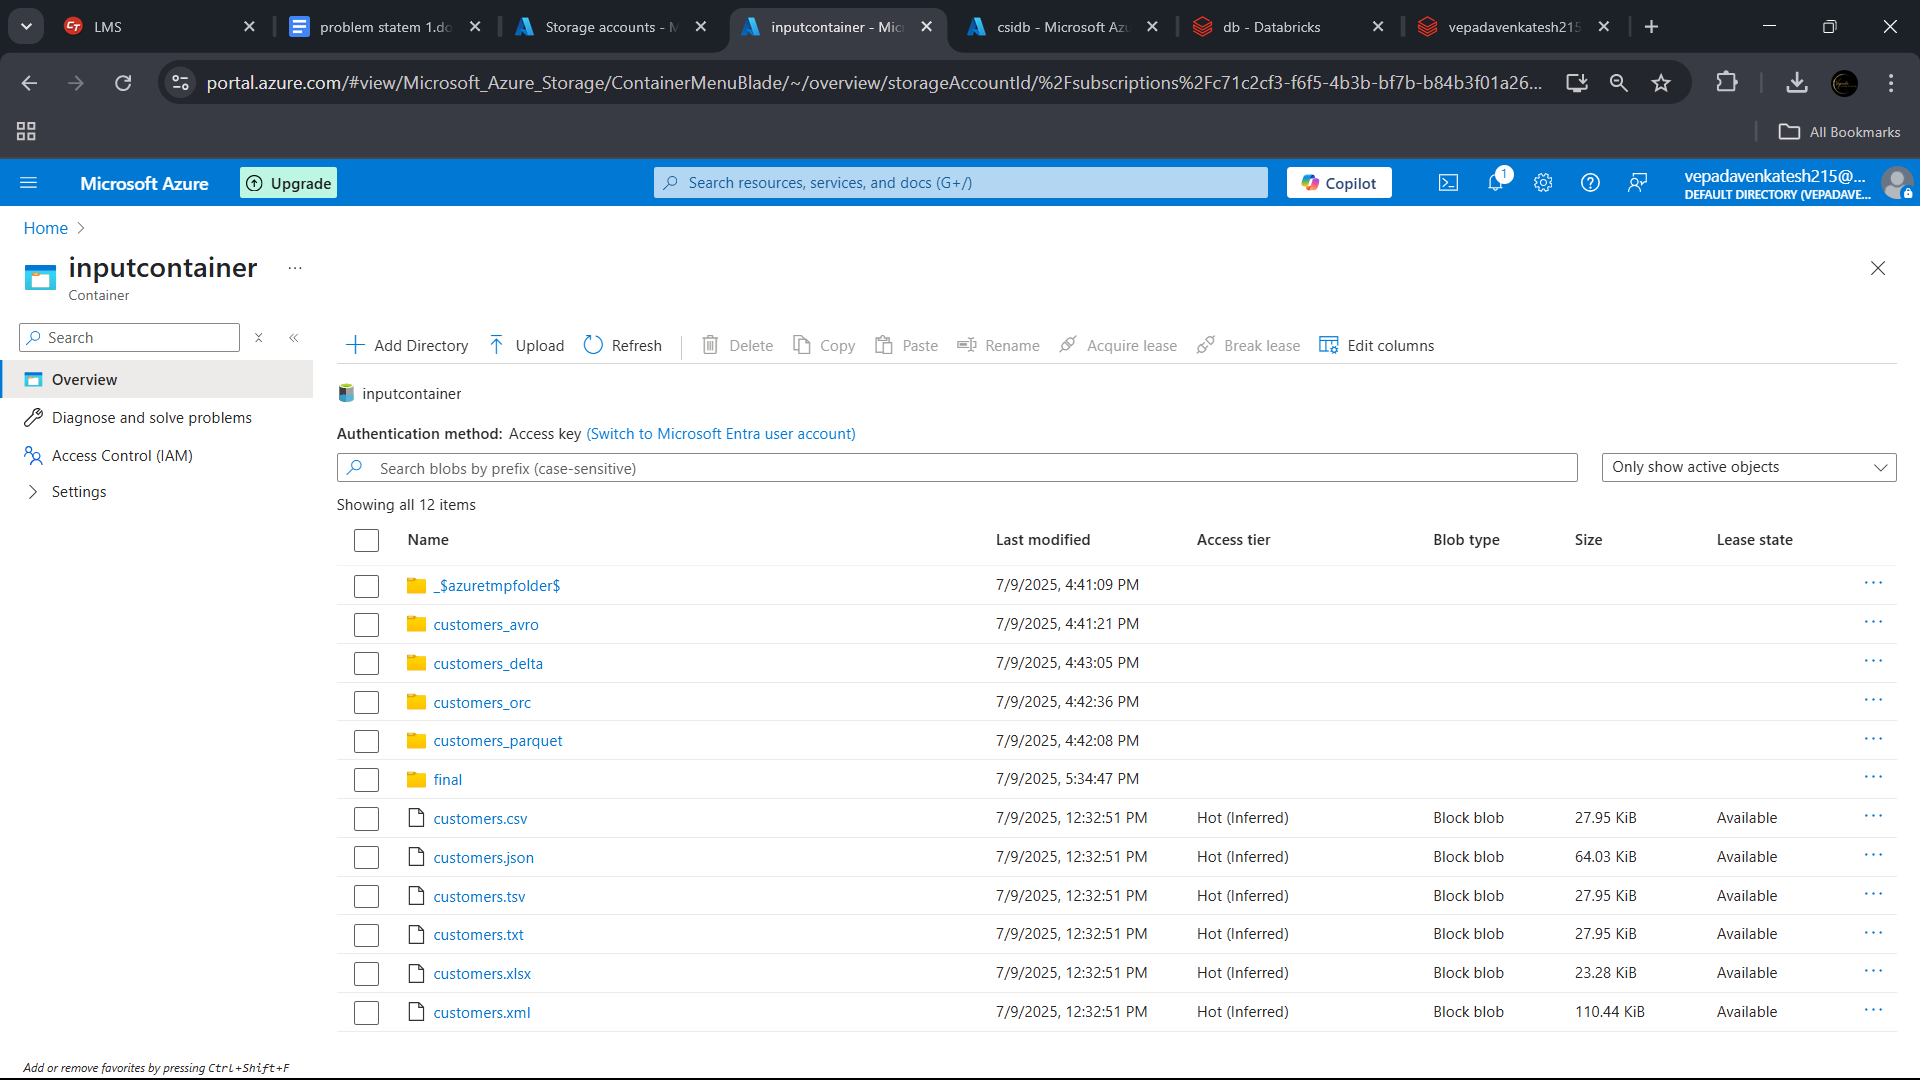 LMS
problem statem 1.do
Storage accounts - M
inputcontainer - Mic
csidb - Microsoft Azu
db - Databricks
vepadavenkatesh215
portal.azure.com/#view/Microsoft_Azure_Storage/ContainerMenuBlade/~/overview/storageAccountId/%2Fsubscriptions%2Fc71c2cf3-f6f5-4b3b-bf7b-b84b3f01a26...
All Bookmarks
Microsoft Azure
Upgrade
Search resources, services, and docs (G+/)
Copilot
1
vepadavenkatesh215@...
DEFAULT DIRECTORY (VEPADAVE...
Home
inputcontainer
Container
Search
Overview
Diagnose and solve problems
Access Control (IAM)
Settings
Add Directory
Upload
Refresh
Delete
Copy
Paste
Rename
Acquire lease
Break lease
Edit columns
inputcontainer
Authentication method: Access key (Switch to Microsoft Entra user account)
Search blobs by prefix (case-sensitive)
Only show active objects
Showing all 12 items
Name Last modified Access tier Blob type Size Lease state
_$azuretmpfolder$ 7/9/2025, 4:41:09 PM
customers_avro 7/9/2025, 4:41:21 PM
customers_delta 7/9/2025, 4:43:05 PM
customers_orc 7/9/2025, 4:42:36 PM
customers_parquet 7/9/2025, 4:42:08 PM
final 7/9/2025, 5:34:47 PM
customers.csv 7/9/2025, 12:32:51 PM Hot (Inferred) Block blob 27.95 KiB Available
customers.json 7/9/2025, 12:32:51 PM Hot (Inferred) Block blob 64.03 KiB Available
customers.tsv 7/9/2025, 12:32:51 PM Hot (Inferred) Block blob 27.95 KiB Available
customers.txt 7/9/2025, 12:32:51 PM Hot (Inferred) Block blob 27.95 KiB Available
customers.xlsx 7/9/2025, 12:32:51 PM Hot (Inferred) Block blob 23.28 KiB Available
customers.xml 7/9/2025, 12:32:51 PM Hot (Inferred) Block blob 110.44 KiB Available
Add or remove favorites by pressing Ctrl+Shift+F